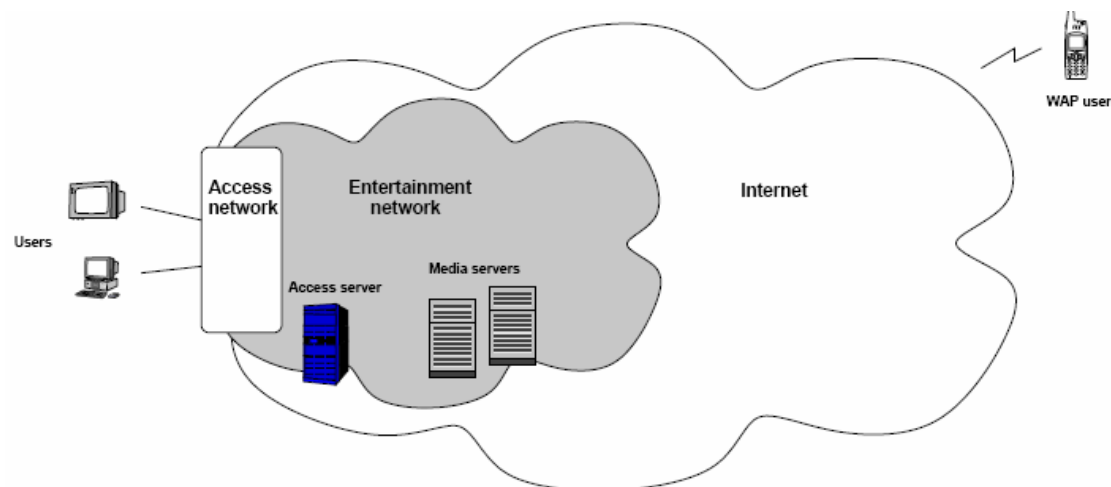 WAP user
Access
network
Entertainment
network
Internet
Users
Media servers
Access server